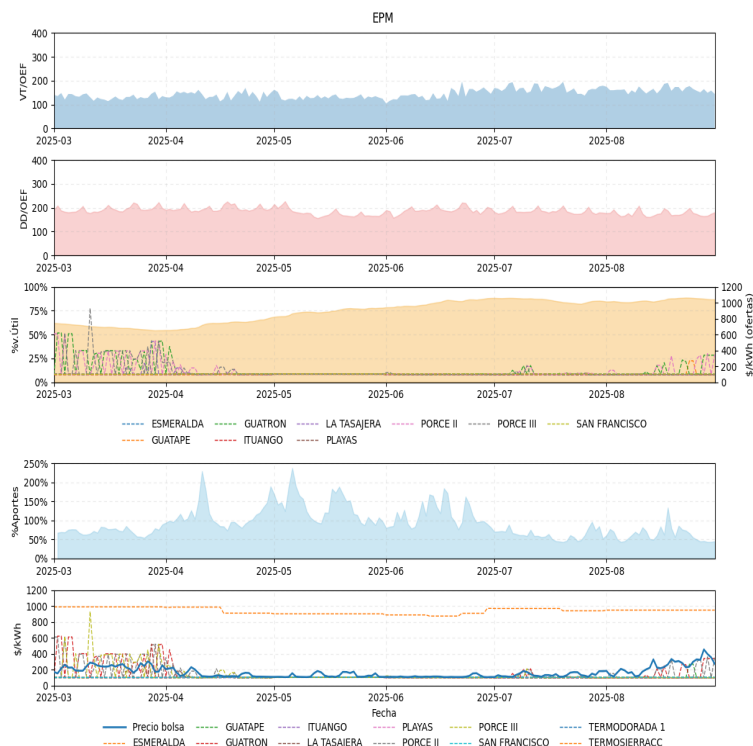 EPM
400
300
200
100
0
VT/OEF
2025-03 2025-04 2025-05 2025-06 2025-07 2025-08
400
300
200
100
0
DD/OEF
2025-03 2025-04 2025-05 2025-06 2025-07 2025-08
100% 1200
75% 1000
50% 800
25% 600
0% 400
200
0
%v.Útil
$/kWh (ofertas)
2025-03 2025-04 2025-05 2025-06 2025-07 2025-08
ESMERALDA GUATRON LA TASAJERA PORCE II PORCE III SAN FRANCISCO
GUATAPE ITUANGO PLAYAS
250%
200%
150%
100%
50%
0%
%Aportes
2025-03 2025-04 2025-05 2025-06 2025-07 2025-08
1200
1000
800
600
400
200
0
$/kWh
2025-03 2025-04 2025-05 2025-06 2025-07 2025-08
Fecha
Precio bolsa GUATAPE ITUANGO PLAYAS PORCE III TERMODORADA 1
ESMERALDA GUATRON LA TASAJERA PORCE II SAN FRANCISCO TERMOSIERRACC